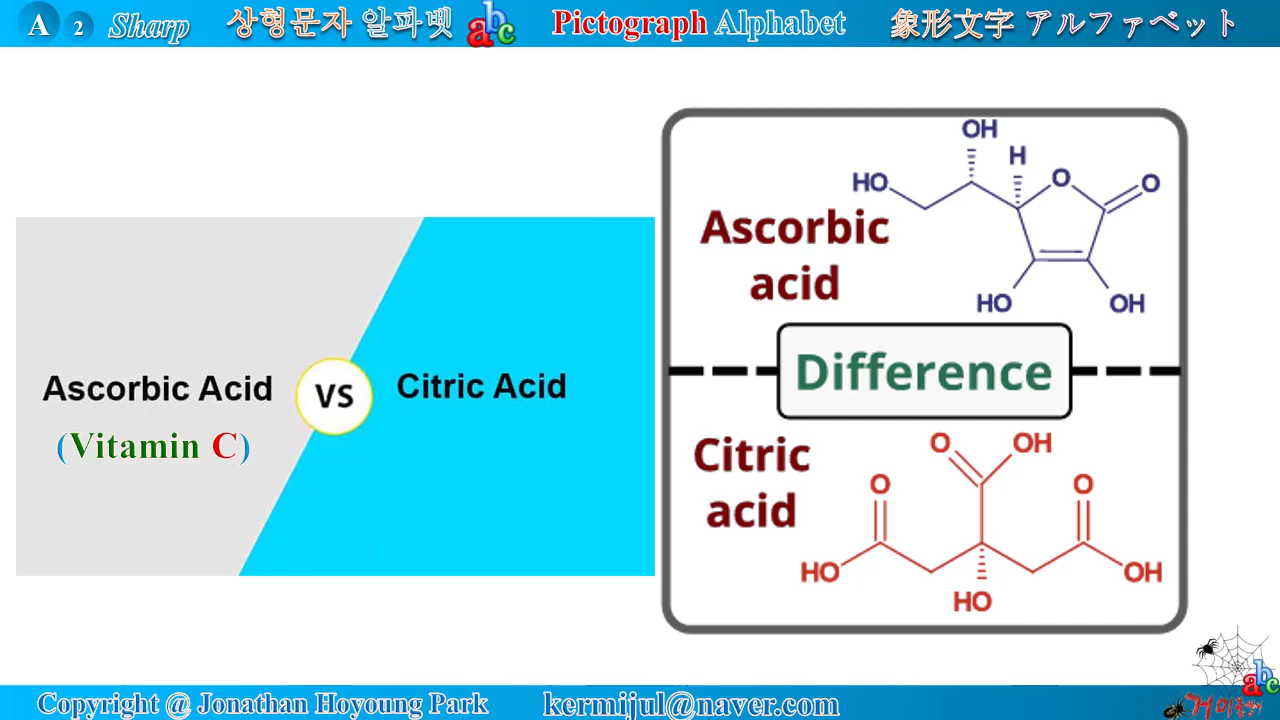 A 2 Sharp 상형문자 알파벳 abc Pictograph Alphabet 象形文字 アルファベット
Ascorbic Acid
(Vitamin C)
VS
Citric Acid
Ascorbic
acid
OH
H
HO
O
O
HO
OH
Difference
Citric
acid
O
OH
O
O
HO
OH
HO
abc
Copyright @ Jonathan Hoyoung Park kermijul@naver.com